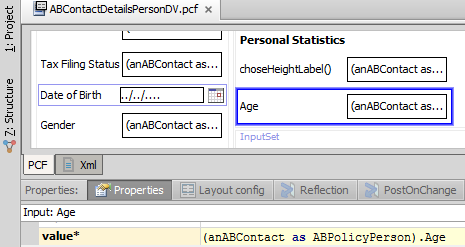 ABContactDetailsPersonDV.pcf ×
1: Project
Z: Structure
Tax Filing Status (anABContact as...
Date of Birth ../../....
Gender (anABContact as...
Personal Statistics
choseHeightLabel() (anABContact as...
Age (anABContact as...
InputSet
PCF Xml
Properties: Properties Layout config Reflection PostOnChange
Input: Age
value* (anABContact as ABPolicyPerson).Age